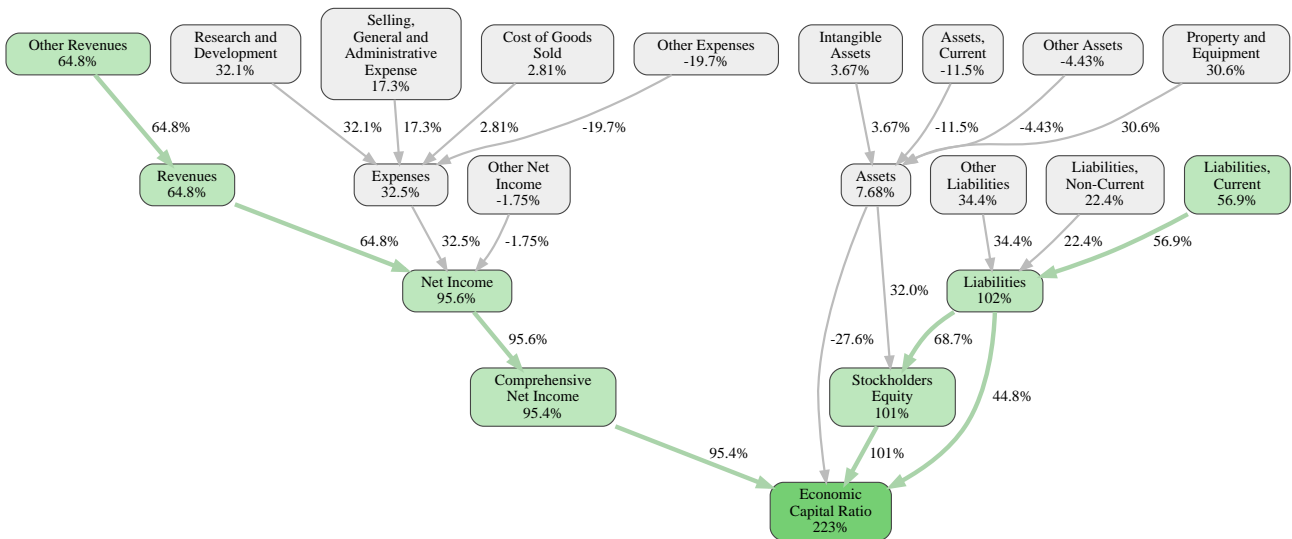 Other Revenues
64.8%
Research and
Development
32.1%
Selling,
General and
Administrative
Expense
17.3%
Cost of Goods
Sold
2.81%
Other Expenses
-19.7%
Intangible
Assets
3.67%
Assets,
Current
-11.5%
Other Assets
-4.43%
Property and
Equipment
30.6%
64.8%
32.1%
17.3%
2.81%
-19.7%
3.67%
-11.5%
-4.43%
30.6%
Revenues
64.8%
Expenses
32.5%
Other Net
Income
-1.75%
Assets
7.68%
Other
Liabilities
34.4%
Liabilities,
Non-Current
22.4%
Liabilities,
Current
56.9%
64.8%
32.5%
-1.75%
34.4%
22.4%
56.9%
Net Income
95.6%
Liabilities
102%
32.0%
95.6%
-27.6%
68.7%
Comprehensive
Net Income
95.4%
Stockholders
Equity
101%
44.8%
95.4%
101%
Economic
Capital Ratio
223%